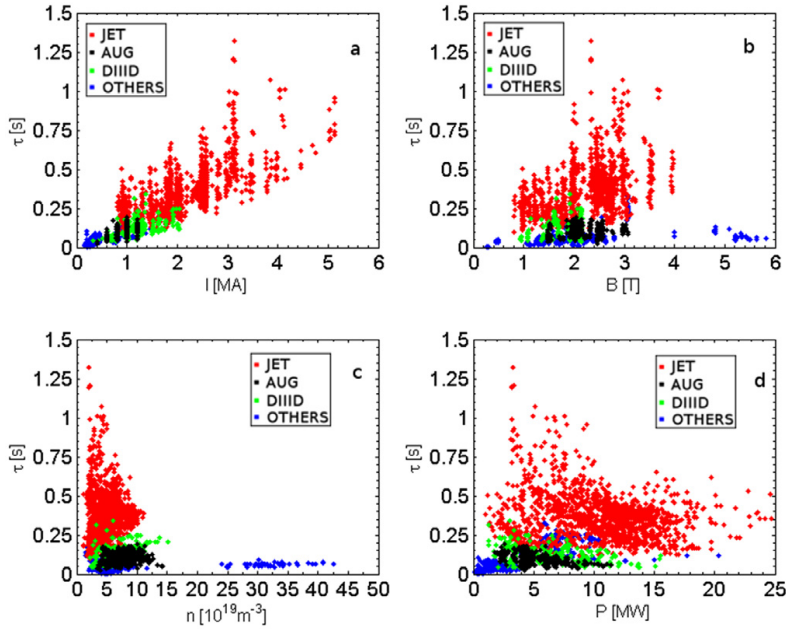 1.5
1.25
1
0.75
0.5
0.25
0
τ [s]
JET
AUG
DIIID
OTHERS
a
0 1 2 3 4 5 6
I [MA]
1.5
1.25
1
0.75
0.5
0.25
0
τ [s]
JET
AUG
DIIID
OTHERS
b
0 1 2 3 4 5 6
B [T]
1.5
1.25
1
0.75
0.5
0.25
0
τ [s]
JET
AUG
DIIID
OTHERS
c
0 5 10 15 20 25 30 35 40 45 50
n [10¹⁹m⁻³]
1.5
1.25
1
0.75
0.5
0.25
0
τ [s]
JET
AUG
DIIID
OTHERS
d
0 5 10 15 20 25
P [MW]